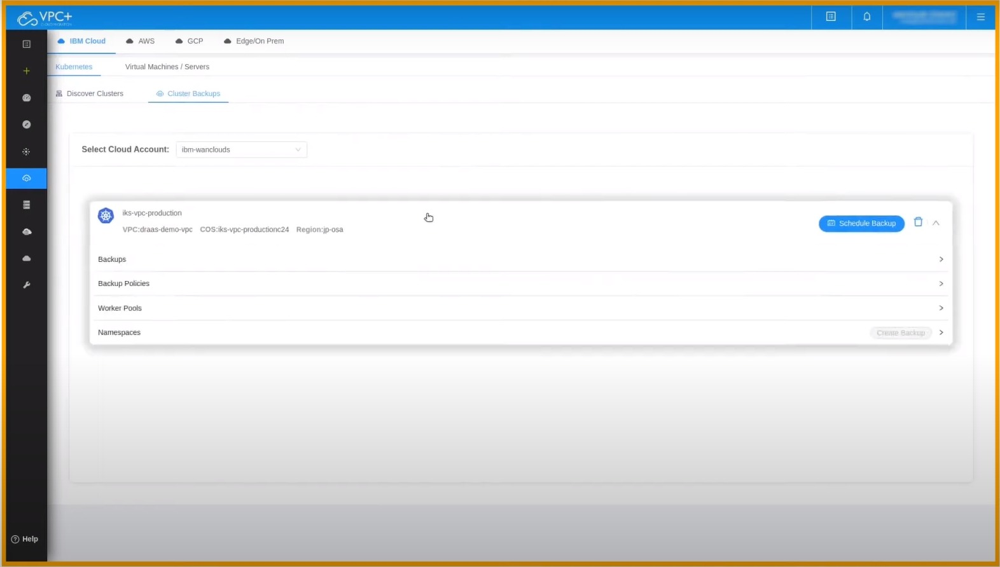 VPC+
CLOUD MIGRATION
IBM Cloud AWS GCP Edge/On Prem
Kubernetes Virtual Machines / Servers
Discover Clusters Cluster Backups
Select Cloud Account: ibm-wanclouds
iks-vpc-production
VPC:draas-demo-vpc COS:iks-vpc-productionc24 Region:jp-osa
Schedule Backup
Backups
Backup Policies
Worker Pools
Namespaces Create Backup
Help